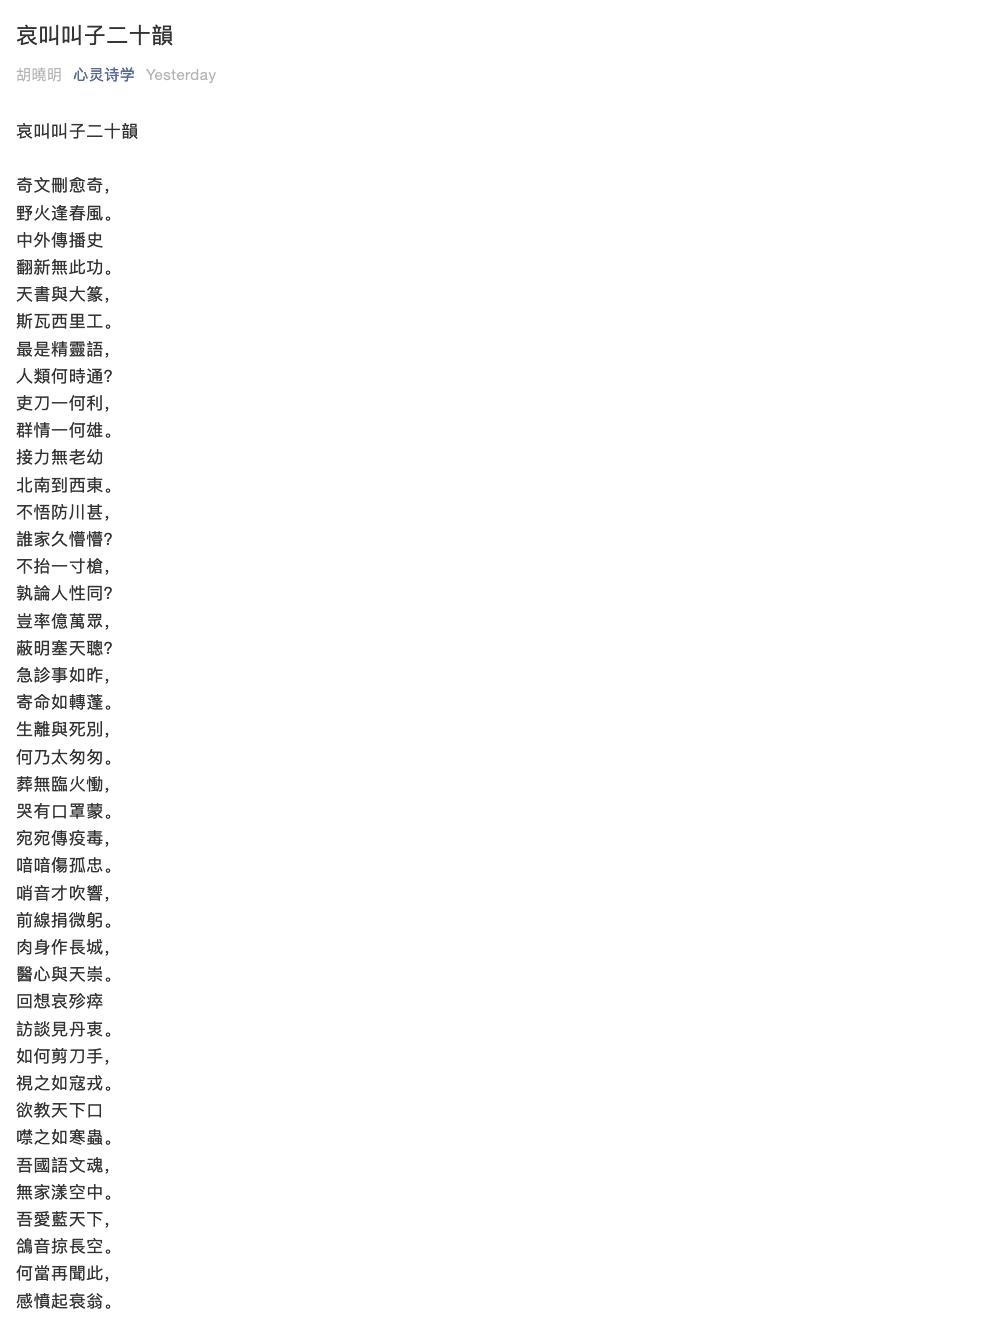 哀叫叫子二十韻
胡曉明 心灵诗学 Yesterday
哀叫叫子二十韻
奇文刪愈奇，
野火逢春風。
中外傳播史
翻新無此功。
天書與大篆，
斯瓦西里工。
最是精靈語，
人類何時通？
吏刀一何利，
群情一何雄。
接力無老幼
北南到西東。
不悟防川甚，
誰家久懵懵？
不抬一寸槍，
孰論人性同？
豈率億萬眾，
蔽明塞天聰？
急診事如昨，
寄命如轉蓬。
生離與死別，
何乃太匆匆。
葬無臨火慟，
哭有口罩蒙。
宛宛傳疫毒，
喑喑傷孤忠。
哨音才吹響，
前線捐微躬。
肉身作長城，
醫心與天崇。
回想哀殄瘁
訪談見丹衷。
如何剪刀手，
視之如寇戎。
欲教天下口
噤之如寒蟲。
吾國語文魂，
無家漾空中。
吾愛藍天下，
鴿音掠長空。
何當再聞此，
感憤起衰翁。